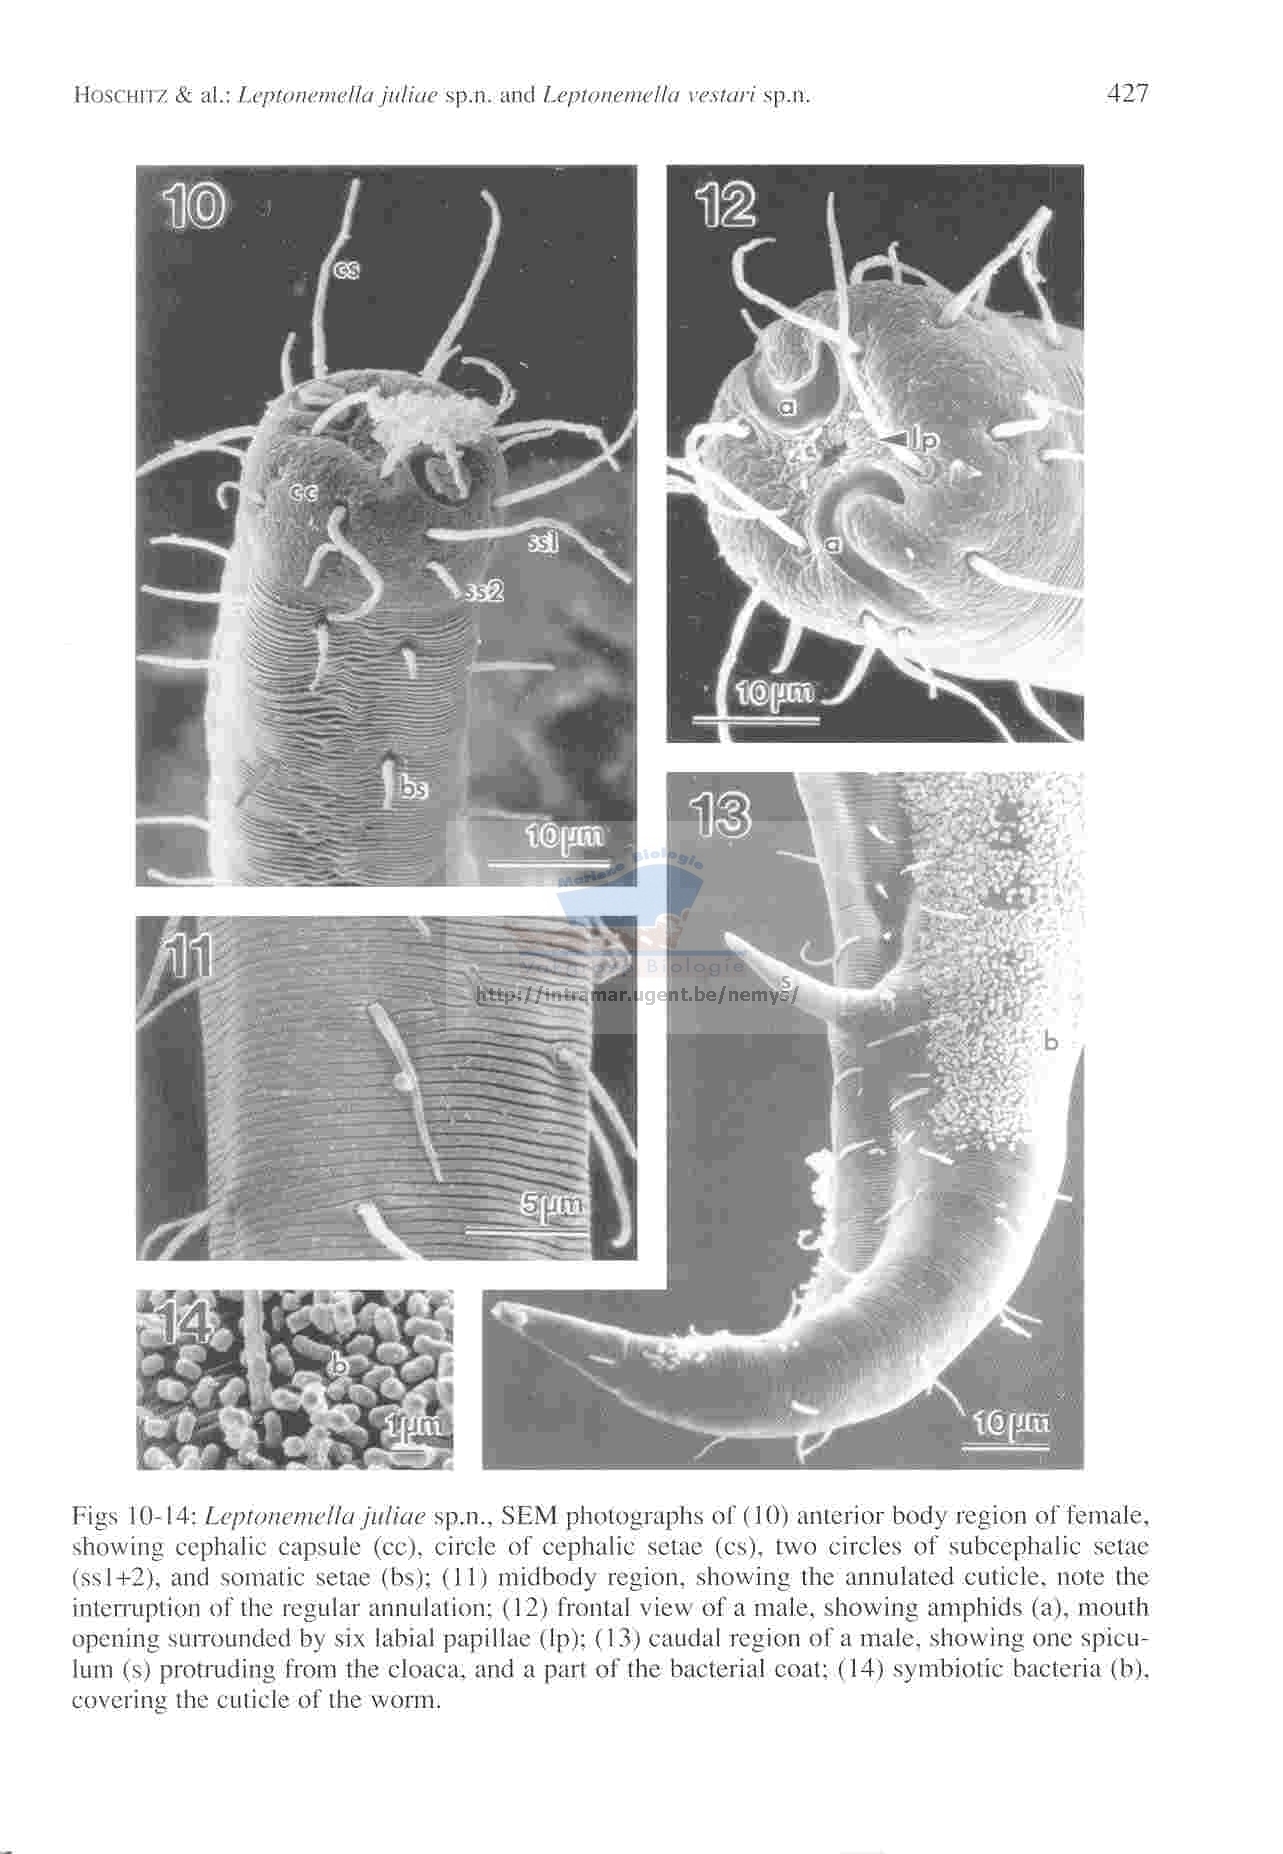 HOSCHITZ & al.: Leptonemella juliae sp.n. and Leptonemella vestari sp.n. 427
10
cs
cc
ss1
ss2
bs
10µm
12
a
lp
a
10µm
13
s
b
10µm
Mariene Biologie
Vakgroep Biologie
http://intramar.ugent.be/nemys/
11
5µm
14
b
1µm
Figs 10-14: Leptonemella juliae sp.n., SEM photographs of (10) anterior body region of female,
showing cephalic capsule (cc), circle of cephalic setae (cs), two circles of subcephalic setae
(ss1+2), and somatic setae (bs); (11) midbody region, showing the annulated cuticle, note the
interruption of the regular annulation; (12) frontal view of a male, showing amphids (a), mouth
opening surrounded by six labial papillae (lp); (13) caudal region of a male, showing one spicu-
lum (s) protruding from the cloaca, and a part of the bacterial coat; (14) symbiotic bacteria (b),
covering the cuticle of the worm.